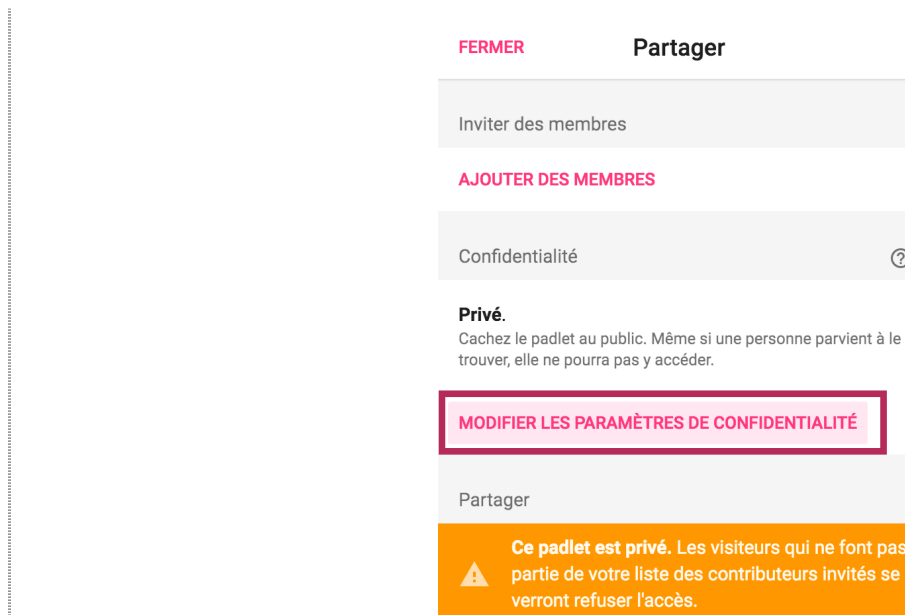 FERMER Partager
Inviter des membres
AJOUTER DES MEMBRES
Confidentialité
Privé.
Cachez le padlet au public. Même si une personne parvient à le
trouver, elle ne pourra pas y accéder.
MODIFIER LES PARAMÈTRES DE CONFIDENTIALITÉ
Partager
Ce padlet est privé. Les visiteurs qui ne font pas
partie de votre liste des contributeurs invités se
verront refuser l'accès.